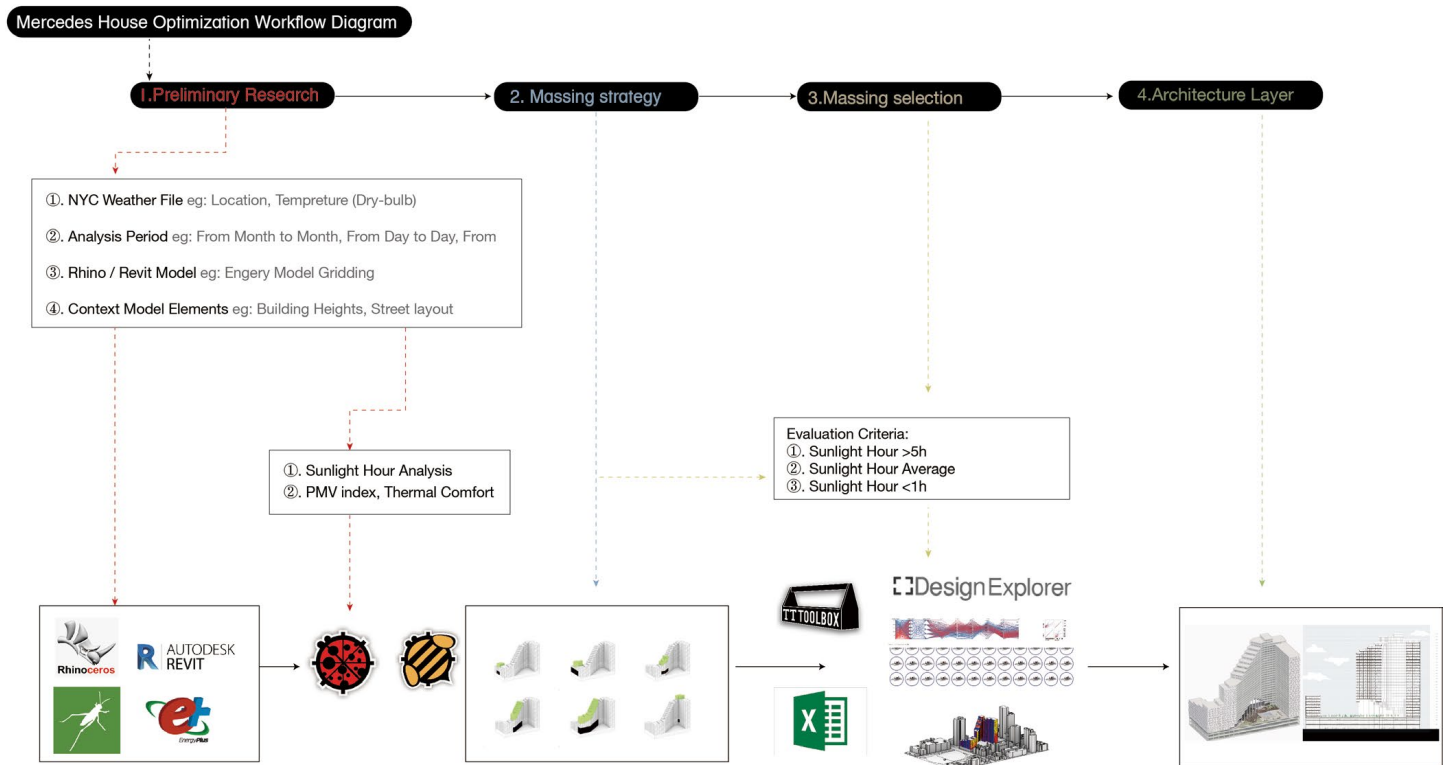 Mercedes House Optimization Workflow Diagram
1.Preliminary Research
2. Massing strategy
3.Massing selection
4.Architecture Layer
①. NYC Weather File eg: Location, Tempreture (Dry-bulb)
②. Analysis Period eg: From Month to Month, From Day to Day, From
③. Rhino / Revit Model eg: Engery Model Gridding
④. Context Model Elements eg: Building Heights, Street layout
①. Sunlight Hour Analysis
②. PMV index, Thermal Comfort
Evaluation Criteria:
①. Sunlight Hour >5h
②. Sunlight Hour Average
③. Sunlight Hour <1h
Rhinoceros
R AUTODESK
REVIT
e+
EnergyPlus
TT TOOLBOX
Design Explorer
X